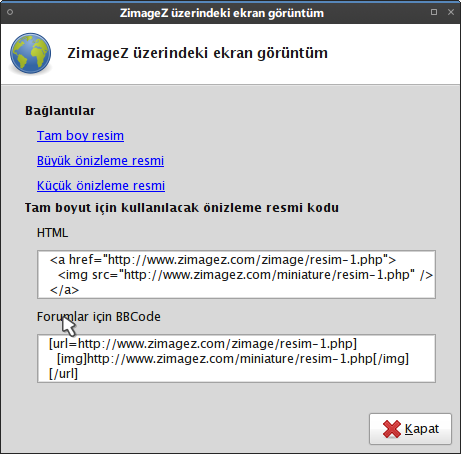 ZimageZ üzerindeki ekran görüntüm
ZimageZ üzerindeki ekran görüntüm
Bağlantılar
Tam boy resim
Büyük önizleme resmi
Küçük önizleme resmi
Tam boyut için kullanılacak önizleme resmi kodu
HTML
<a href="http://www.zimagez.com/zimage/resim-1.php">
<img src="http://www.zimagez.com/miniature/resim-1.php" />
</a>
Forumlar için BBCode
[url=http://www.zimagez.com/zimage/resim-1.php]
[img]http://www.zimagez.com/miniature/resim-1.php[/img]
[/url]
Kapat